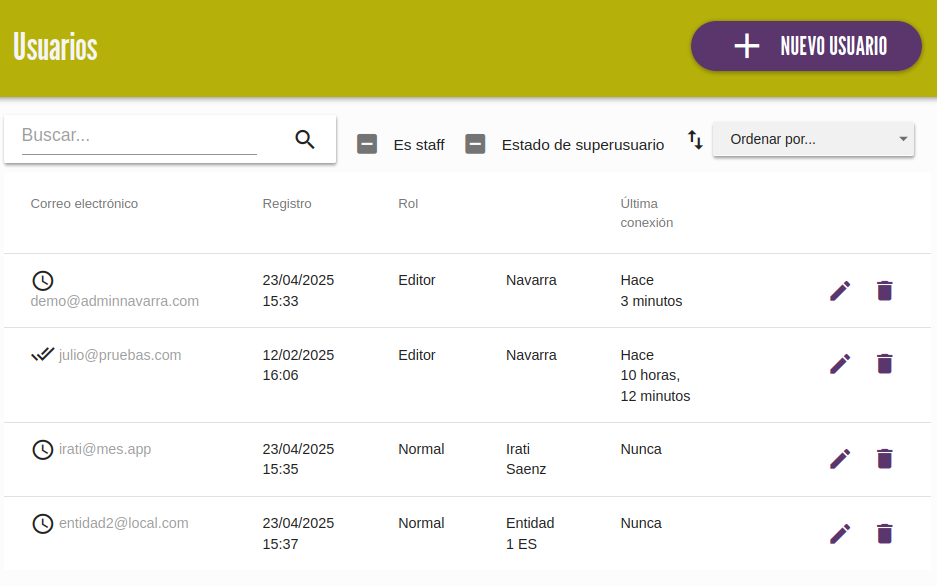 Usuarios
NUEVO USUARIO
Buscar...
Es staff
Estado de superusuario
Ordenar por...
Correo electrónico
Registro
Rol
Última
conexión
demo@adminnavarra.com
23/04/2025
15:33
Editor
Navarra
Hace
3 minutos
julio@pruebas.com
12/02/2025
16:06
Editor
Navarra
Hace
10 horas,
12 minutos
irati@mes.app
23/04/2025
15:35
Normal
Irati
Saenz
Nunca
entidad2@local.com
23/04/2025
15:37
Normal
Entidad
1 ES
Nunca